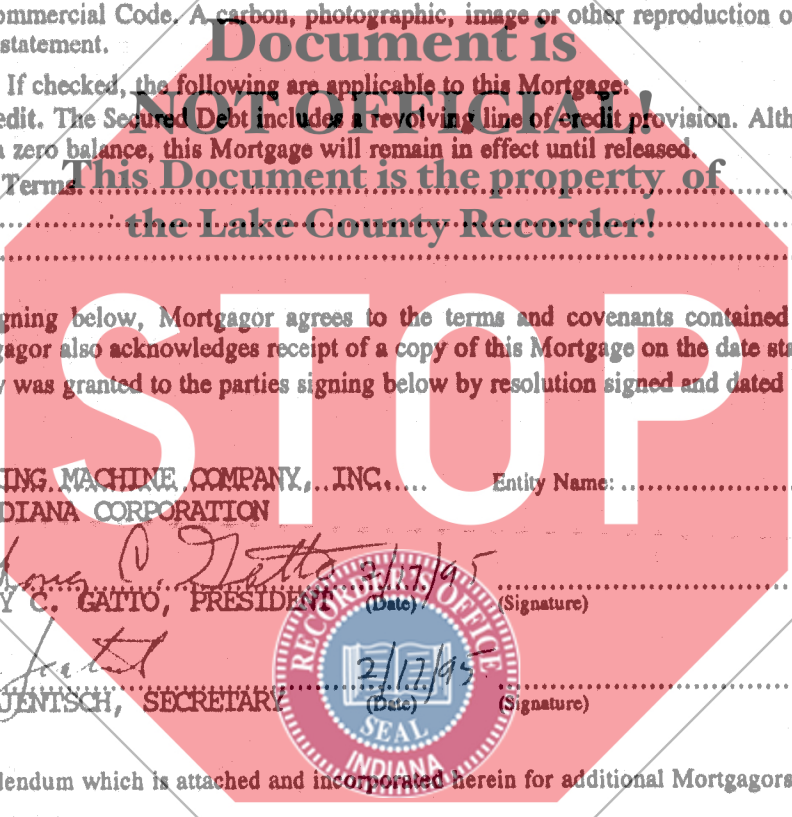 ommercial Code. A carbon, photographic, image or other reproduction o
statement.
Document is
If checked, the following are applicable to this Mortgage:
NOT OFFICIAL!
edit. The Secured Debt includes a revolving line of credit provision. Alth
a zero balance, this Mortgage will remain in effect until released.
Terms
This Document is the property of
the Lake County Recorder!
STOP
gning below, Mortgagor agrees to the terms and covenants contained
gagor also acknowledges receipt of a copy of this Mortgage on the date sta
y was granted to the parties signing below by resolution signed and dated
ING MACHINE COMPANY, INC. Entity Name:
DIANA CORPORATION
C. Gatto 2/17/95
Y C. GATTO, PRESIDENT (Date) (Signature)
2/17/95
JENTSCH, SECRETARY (Date) (Signature)
RECORDER'S OFFICE
SEAL
INDIANA
dendum which is attached and incorporated herein for additional Mortgagors